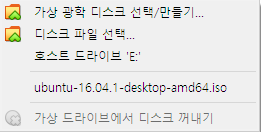 가상 광학 디스크 선택/만들기...
디스크 파일 선택...
호스트 드라이브 'E:'
ubuntu-16.04.1-desktop-amd64.iso
가상 드라이브에서 디스크 꺼내기